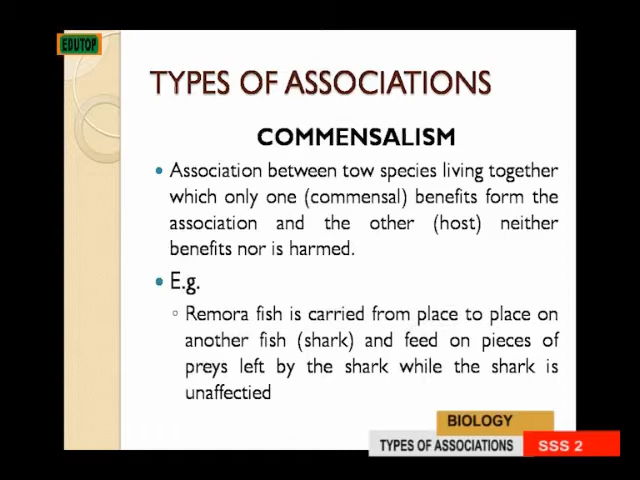 EDUTOP
TYPES OF ASSOCIATIONS
COMMENSALISM
• Association between tow species living together
which only one (commensal) benefits form the
association and the other (host) neither
benefits nor is harmed.
• E.g.
◦ Remora fish is carried from place to place on
another fish (shark) and feed on pieces of
preys left by the shark while the shark is
unaffectied
BIOLOGY
TYPES OF ASSOCIATIONS SSS 2